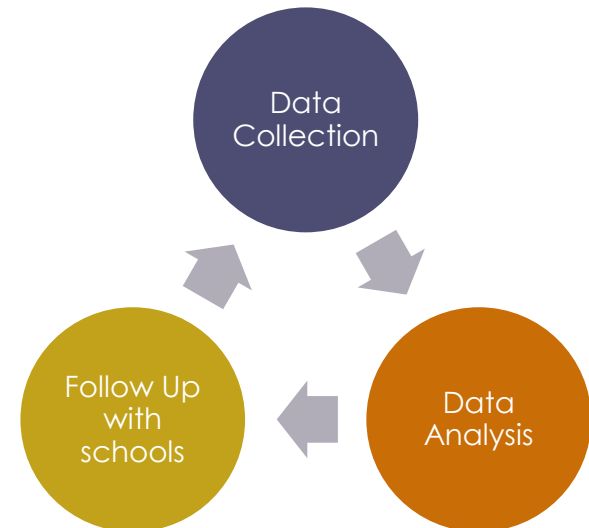 Data
Collection
Data
Analysis
Follow Up
with
schools